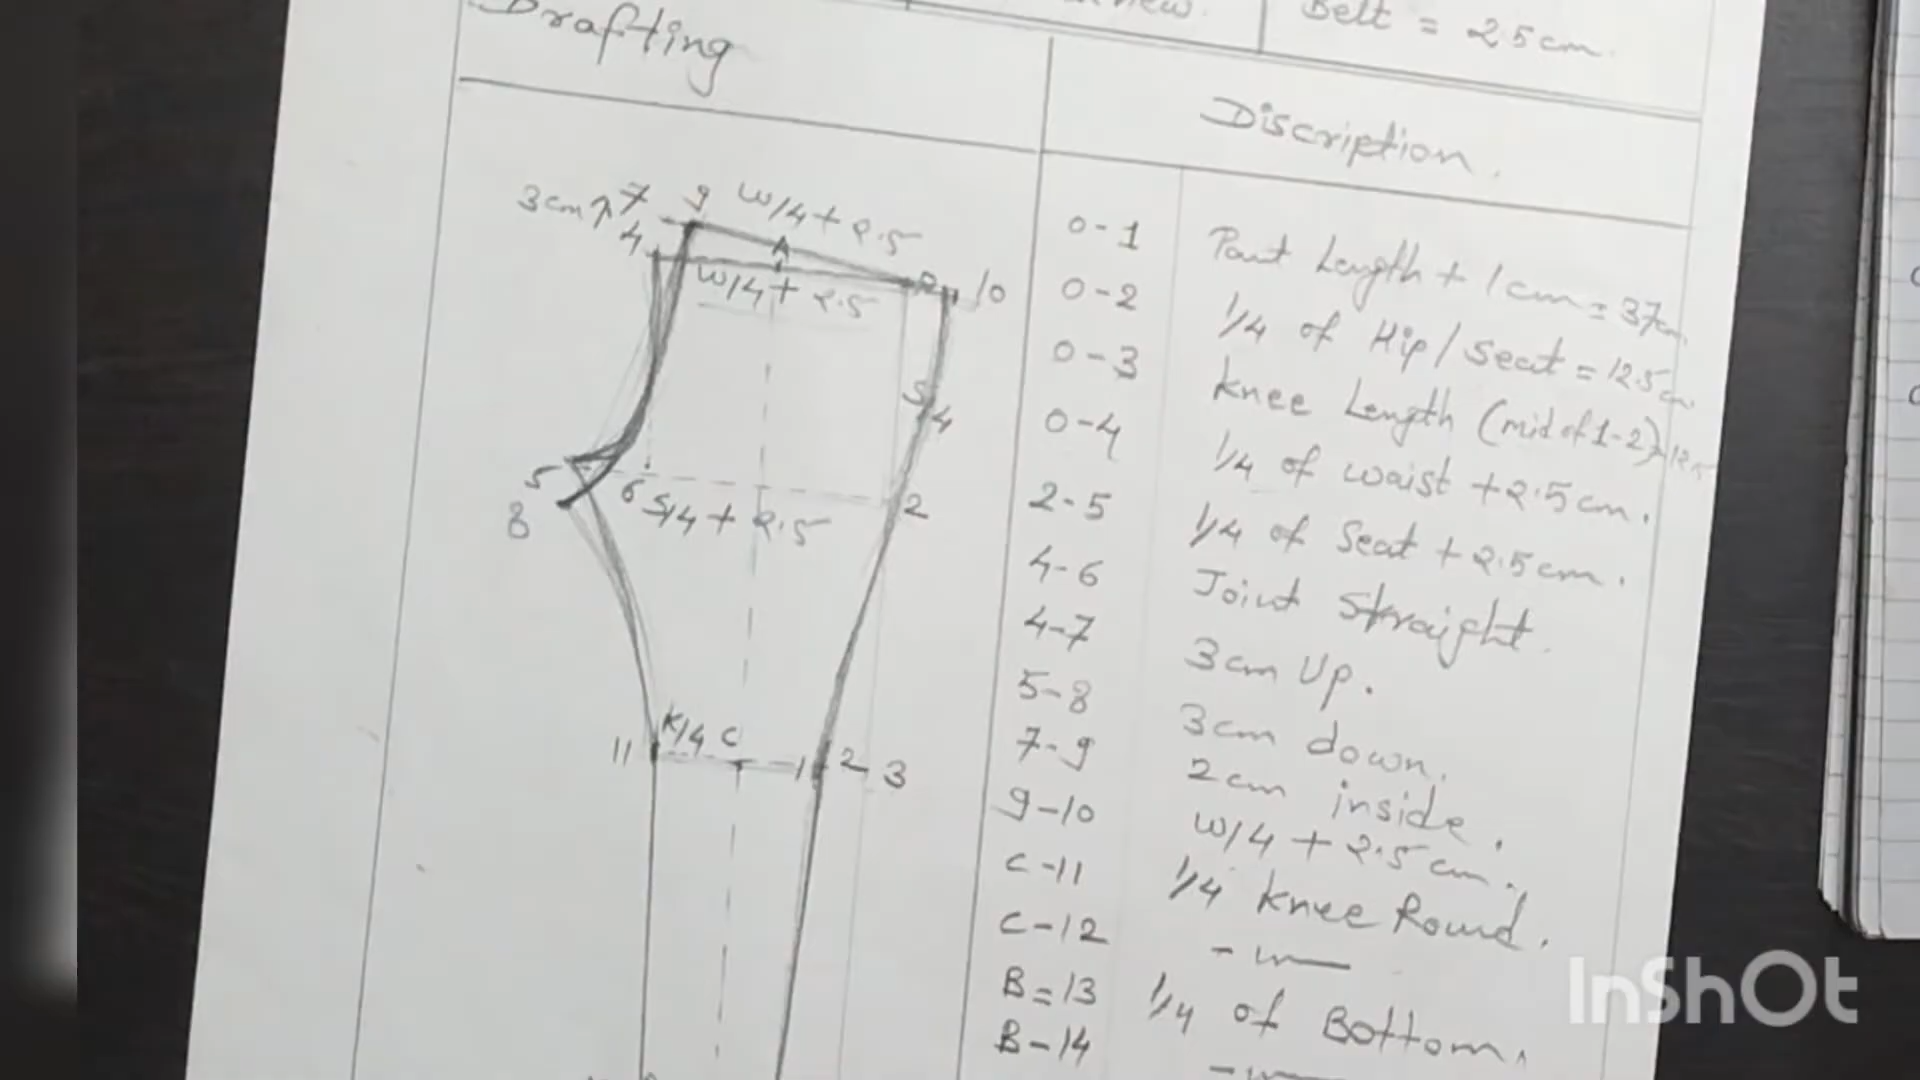 Belt = 25cm
Drafting
Discription.
3cm 7 9 W/4 + 2.5
4 W/4 + 2.5 10
S/4
5 6 S/4 + 2.5 2
8
11 K/4 C 12 3
0-1 Pant Length + 1cm = 37cm
0-2 1/4 of Hip/Seat = 12.5cm
0-3 Knee Length (mid of 1-2)
0-4 1/4 of waist + 2.5cm.
2-5 1/4 of Seat + 2.5cm.
4-6 Joint Straight.
4-7 3cm Up.
5-8 3cm down.
7-9 2cm inside.
9-10 W/4 + 2.5cm.
C-11 1/4 Knee Round.
C-12 - " -
B=13 1/4 of Bottom.
B-14 - " -
InShOt